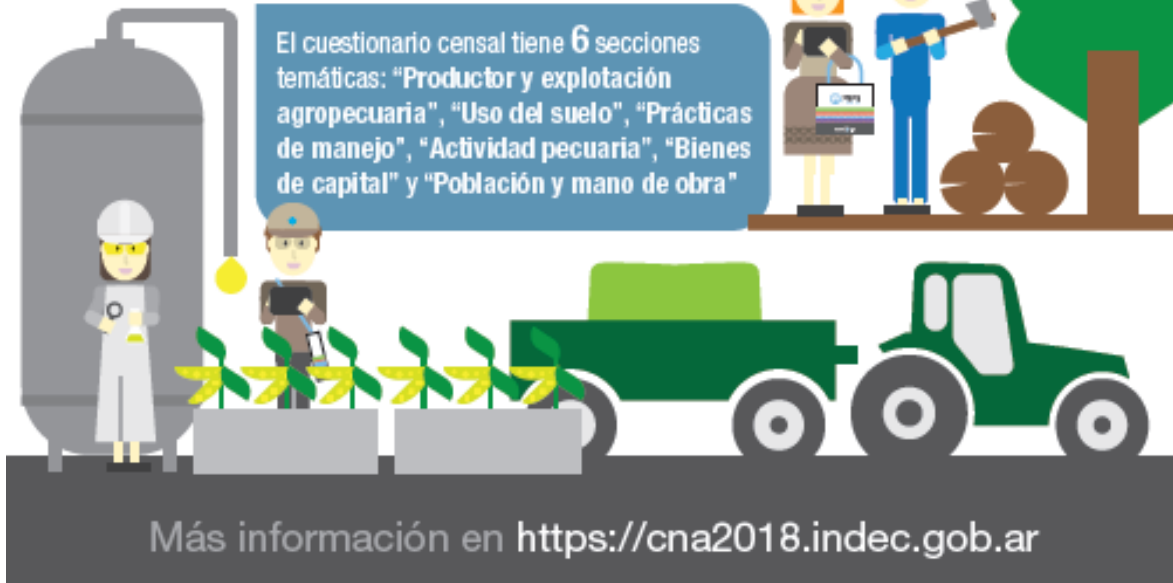 El cuestionario censal tiene 6 secciones
temáticas: “Productor y explotación
agropecuaria”, “Uso del suelo”, “Prácticas
de manejo”, “Actividad pecuaria”, “Bienes
de capital” y “Población y mano de obra”
Más información en https://cna2018.indec.gob.ar